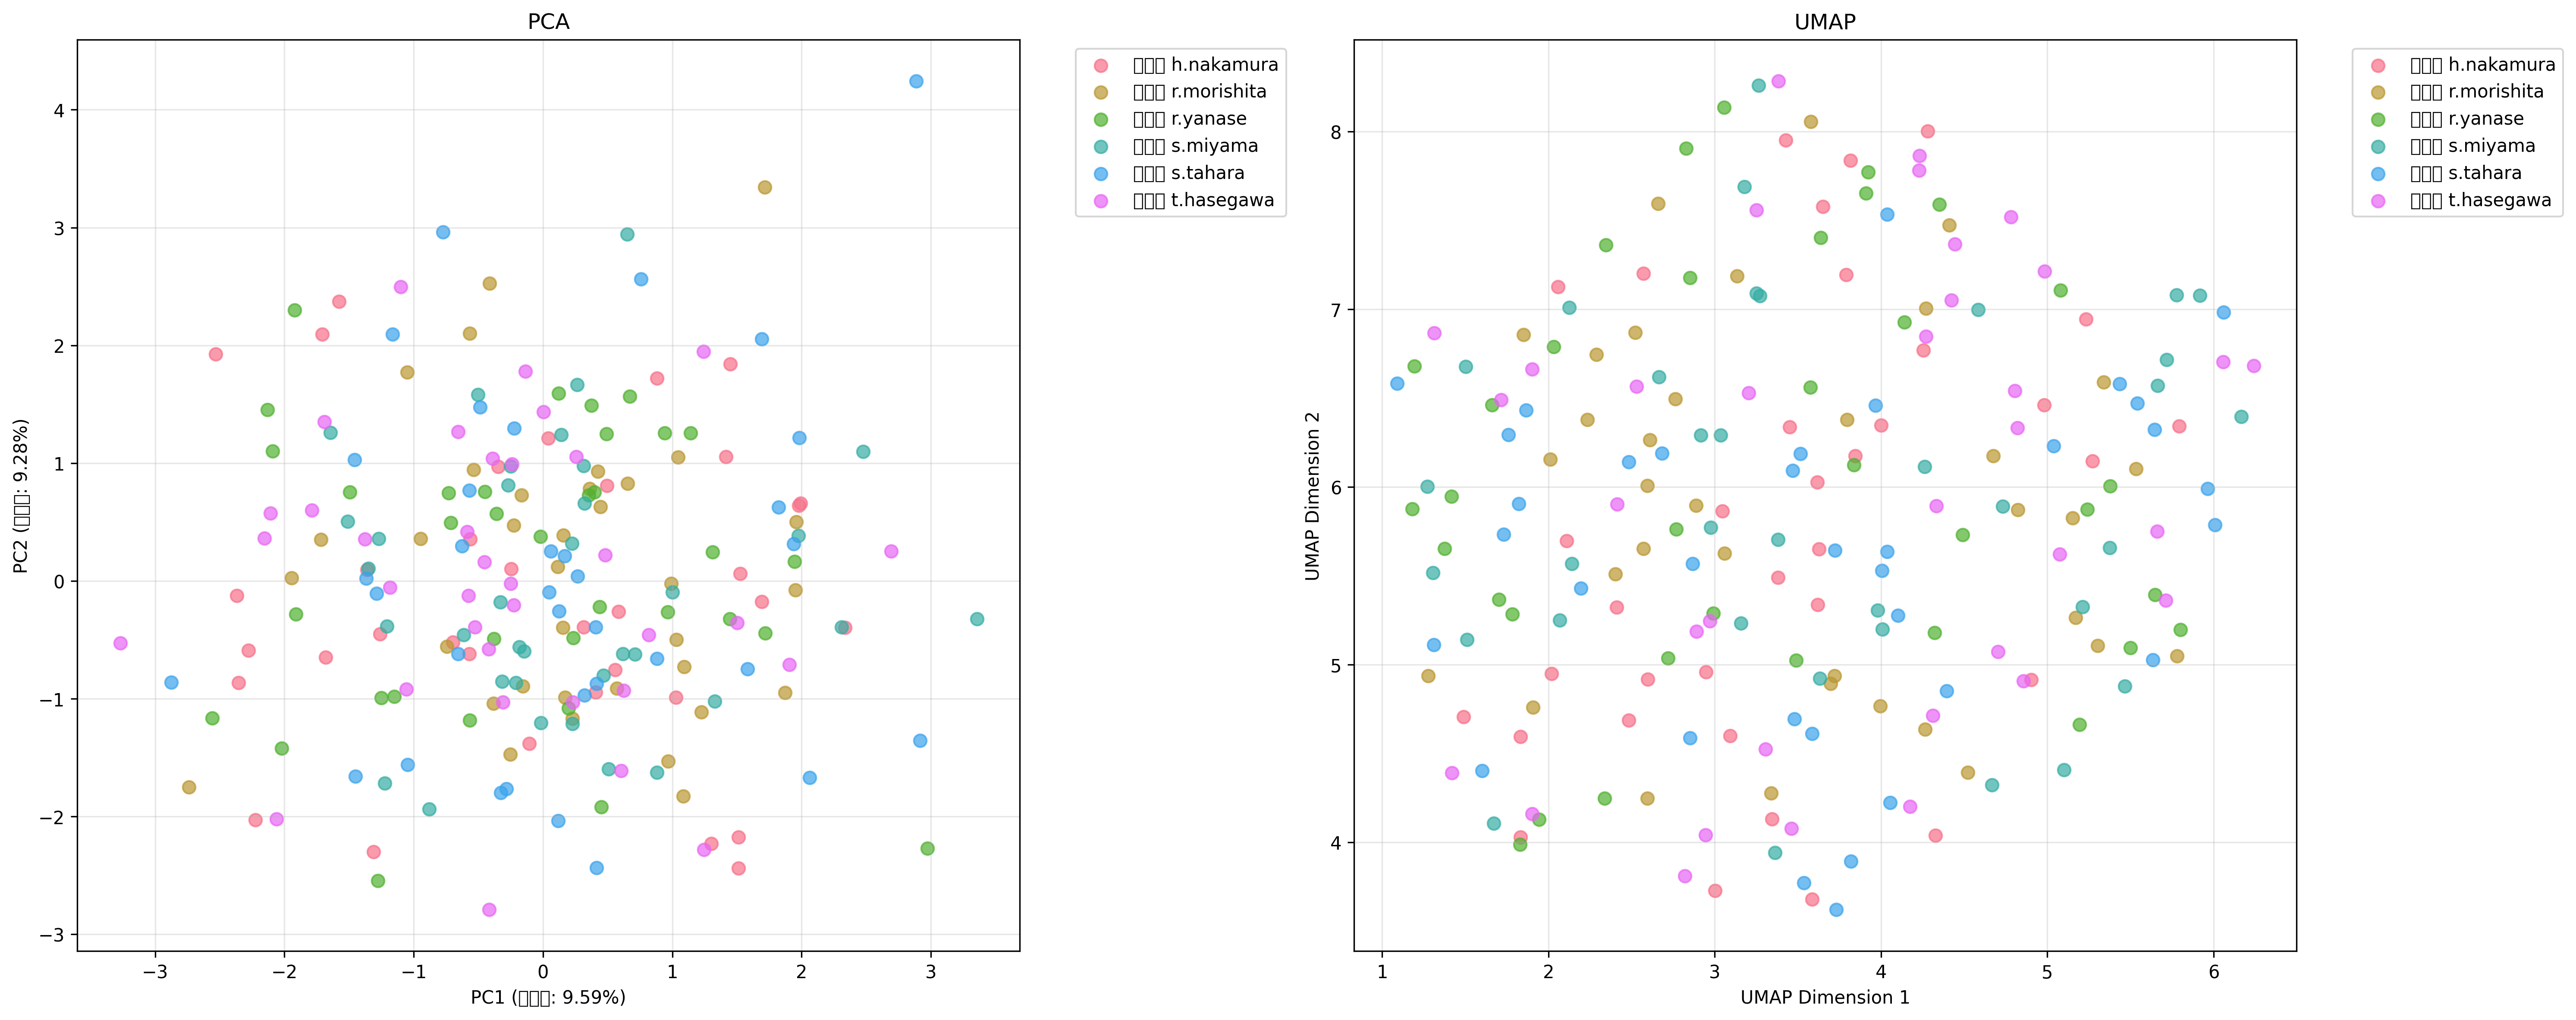 PCA
4
3
2
1
0
−1
−2
−3
PC2 (□□□: 9.28%)
−3
−2
−1
0
1
2
3
PC1 (□□□: 9.59%)
□□□ h.nakamura
□□□ r.morishita
□□□ r.yanase
□□□ s.miyama
□□□ s.tahara
□□□ t.hasegawa
UMAP
8
7
6
5
4
UMAP Dimension 2
1
2
3
4
5
6
UMAP Dimension 1
□□□ h.nakamura
□□□ r.morishita
□□□ r.yanase
□□□ s.miyama
□□□ s.tahara
□□□ t.hasegawa